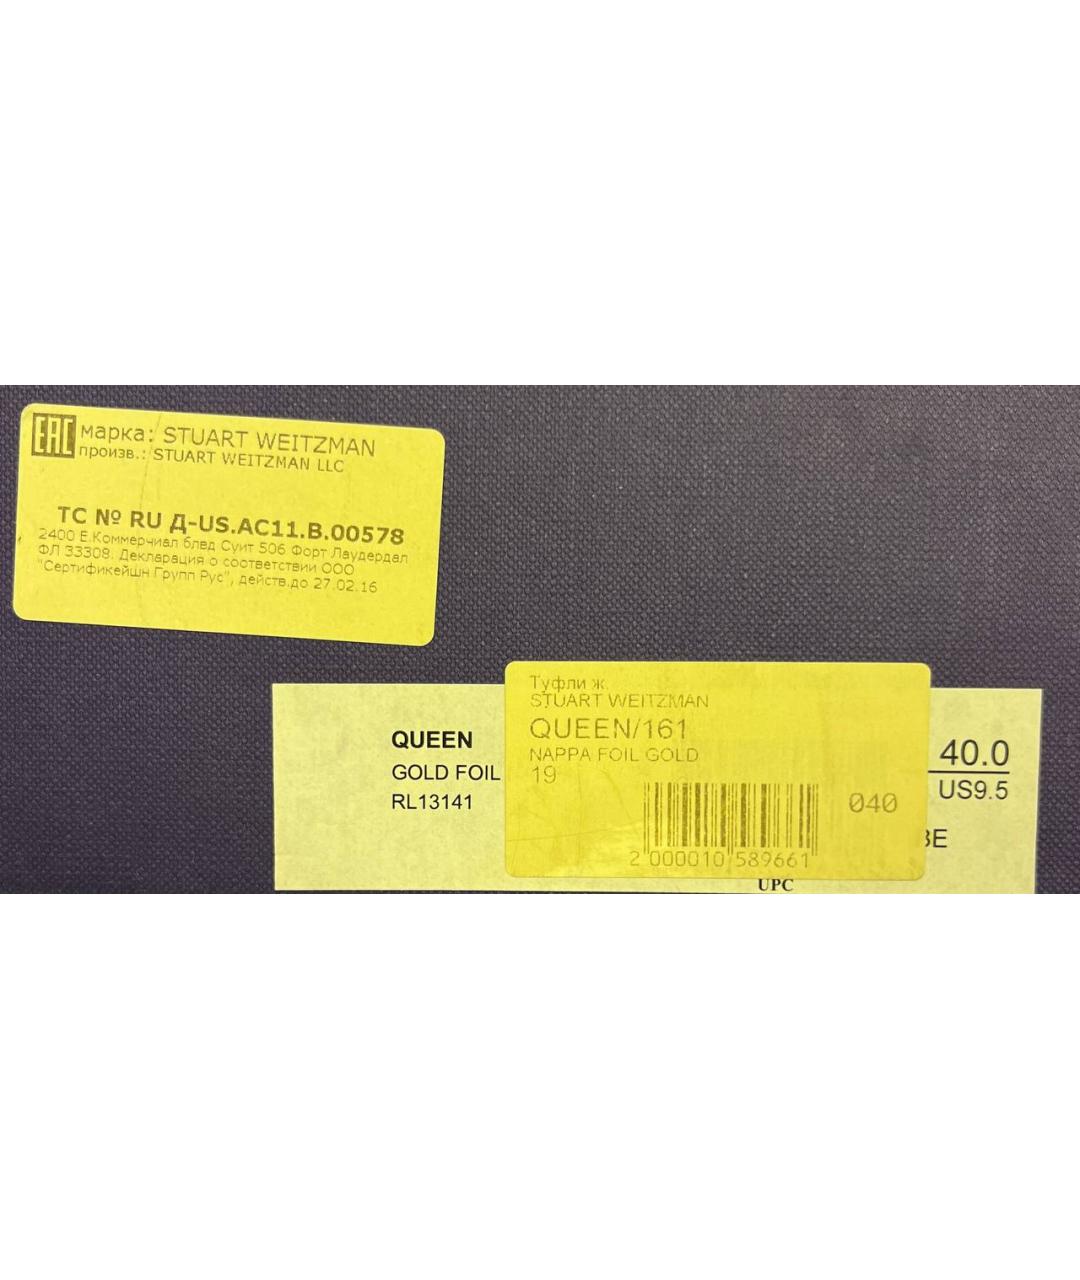 EAC марка: STUART WEITZMAN
произв.: STUART WEITZMAN LLC
ТС № RU Д-US.АС11.В.00578
2400 Е.Коммерчиал блвд Суит 506 Форт Лаудердал
ФЛ 33308. Декларация о соответствии ООО
"Сертификейшн Групп Рус", действ.до 27.02.16
QUEEN
GOLD FOIL
RL13141
Туфли ж.
STUART WEITZMAN
QUEEN/161
NAPPA FOIL GOLD
19
040
2 000010 589661
40.0
US9.5
UPC